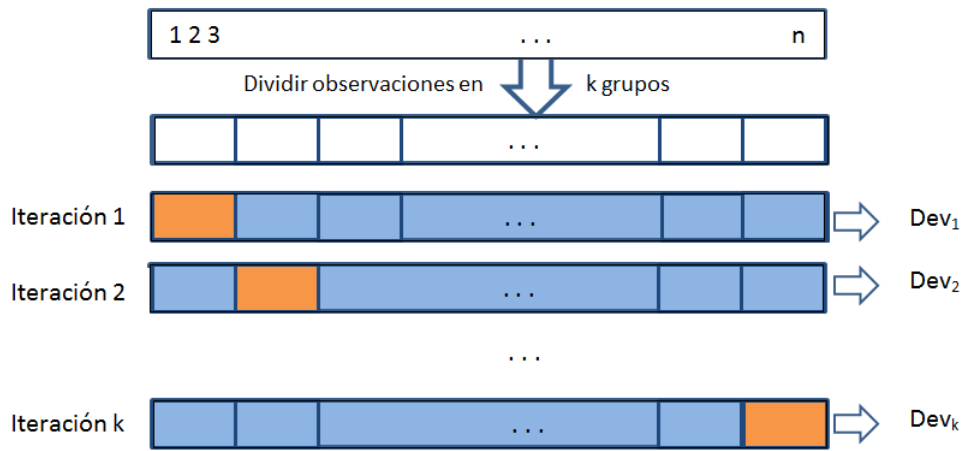 1 2 3 . . . n
Dividir observaciones en k grupos
. . .
Iteración 1 . . . Dev₁
Iteración 2 . . . Dev₂
. . .
Iteración k . . . Devₖ